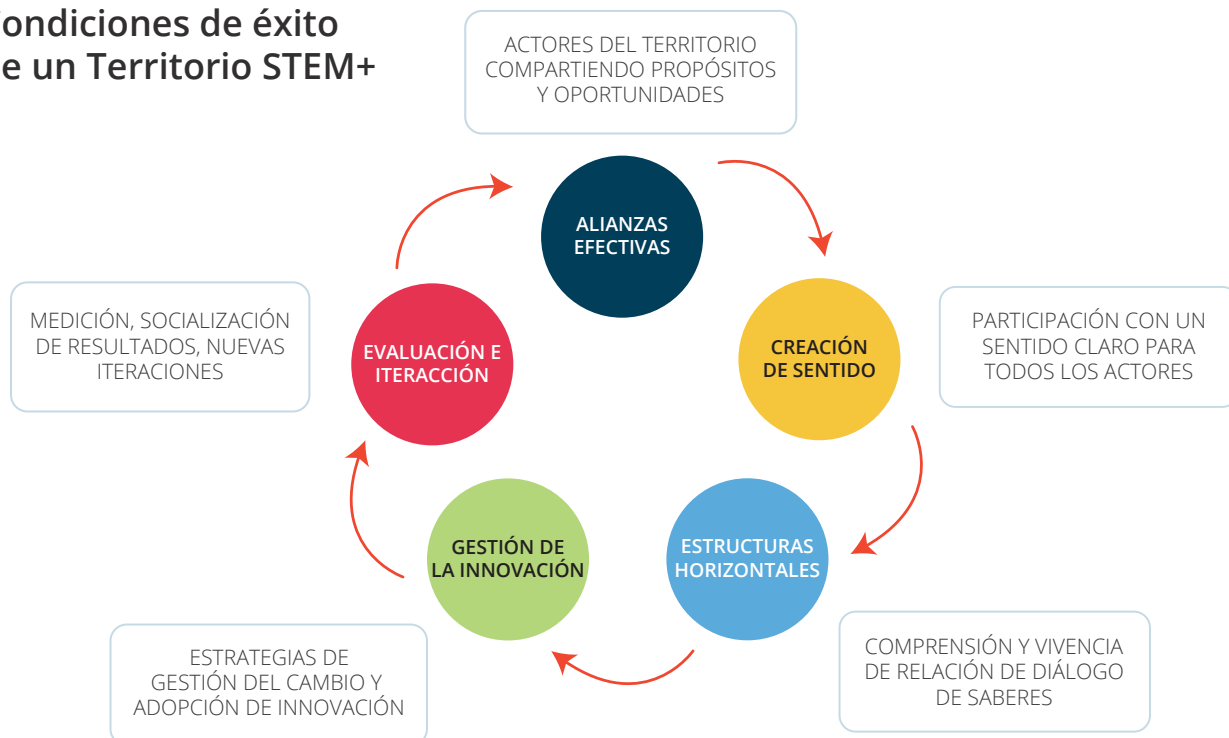 ondiciones de éxito
e un Territorio STEM+
ACTORES DEL TERRITORIO
COMPARTIENDO PROPÓSITOS
Y OPORTUNIDADES
ALIANZAS
EFECTIVAS
CREACIÓN
DE SENTIDO
PARTICIPACIÓN CON UN
SENTIDO CLARO PARA
TODOS LOS ACTORES
ESTRUCTURAS
HORIZONTALES
COMPRENSIÓN Y VIVENCIA
DE RELACIÓN DE DIÁLOGO
DE SABERES
GESTIÓN DE
LA INNOVACIÓN
ESTRATEGIAS DE
GESTIÓN DEL CAMBIO Y
ADOPCIÓN DE INNOVACIÓN
EVALUACIÓN E
ITERACCIÓN
MEDICIÓN, SOCIALIZACIÓN
DE RESULTADOS, NUEVAS
ITERACIONES